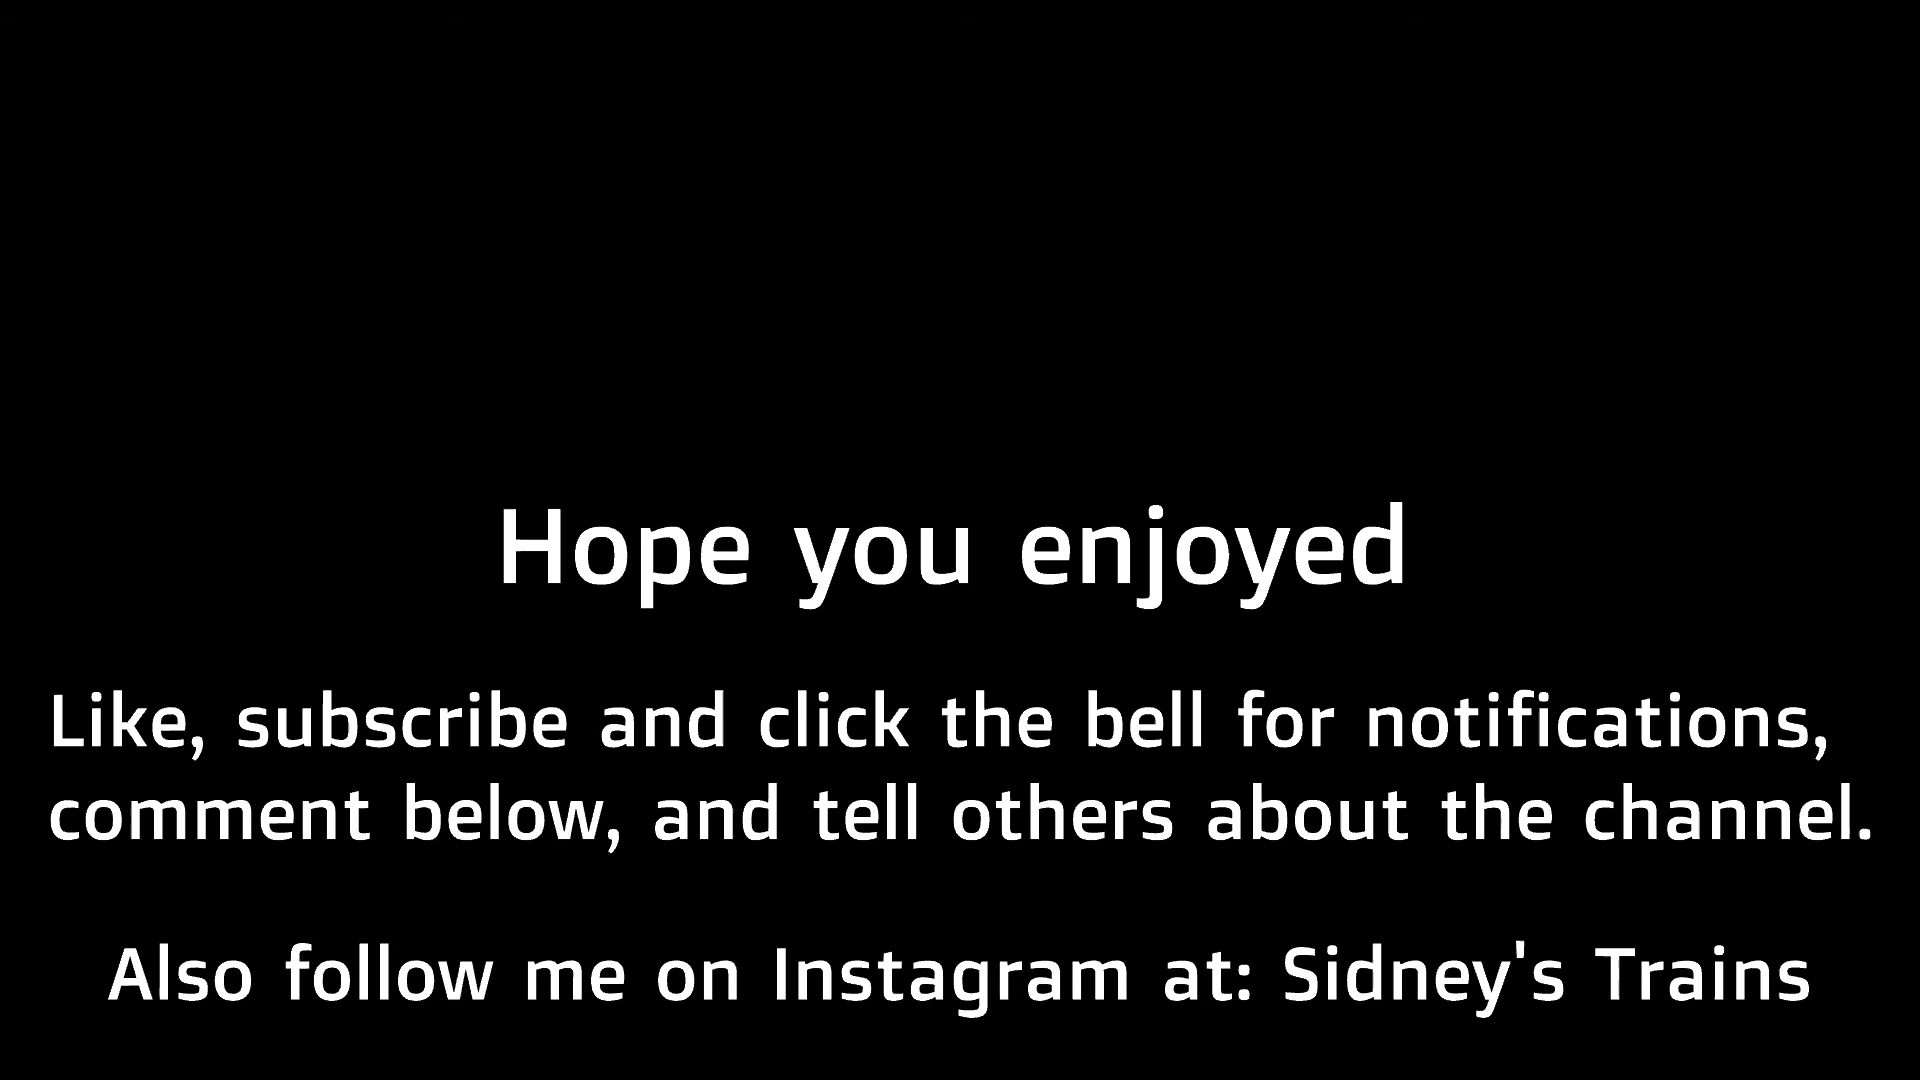 Hope you enjoyed
Like, subscribe and click the bell for notifications,
comment below, and tell others about the channel.
Also follow me on Instagram at: Sidney's Trains